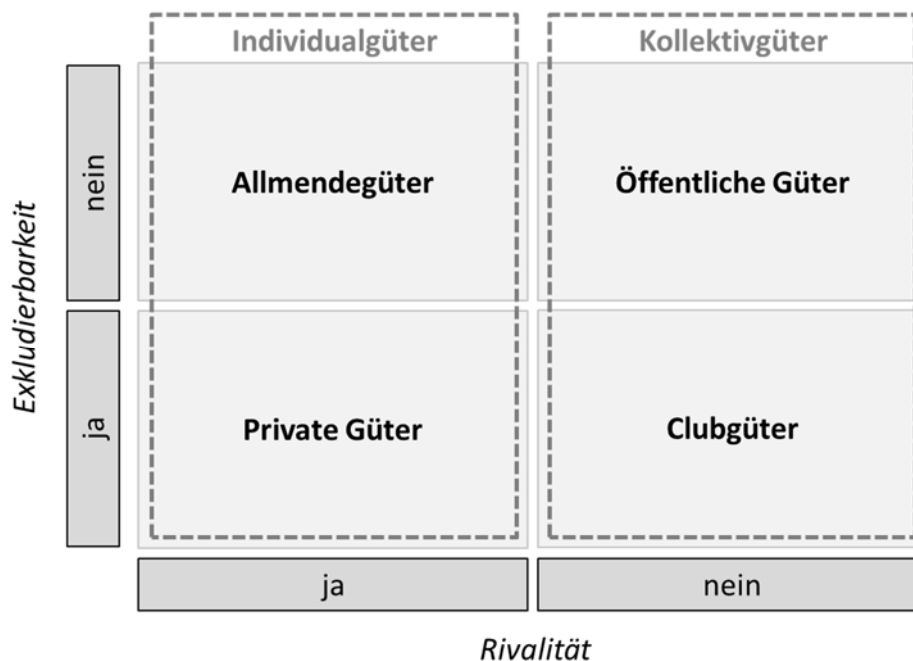 Individualgüter
Kollektivgüter
Exkludierbarkeit
nein
Allmendegüter
Öffentliche Güter
ja
Private Güter
Clubgüter
ja
nein
Rivalität